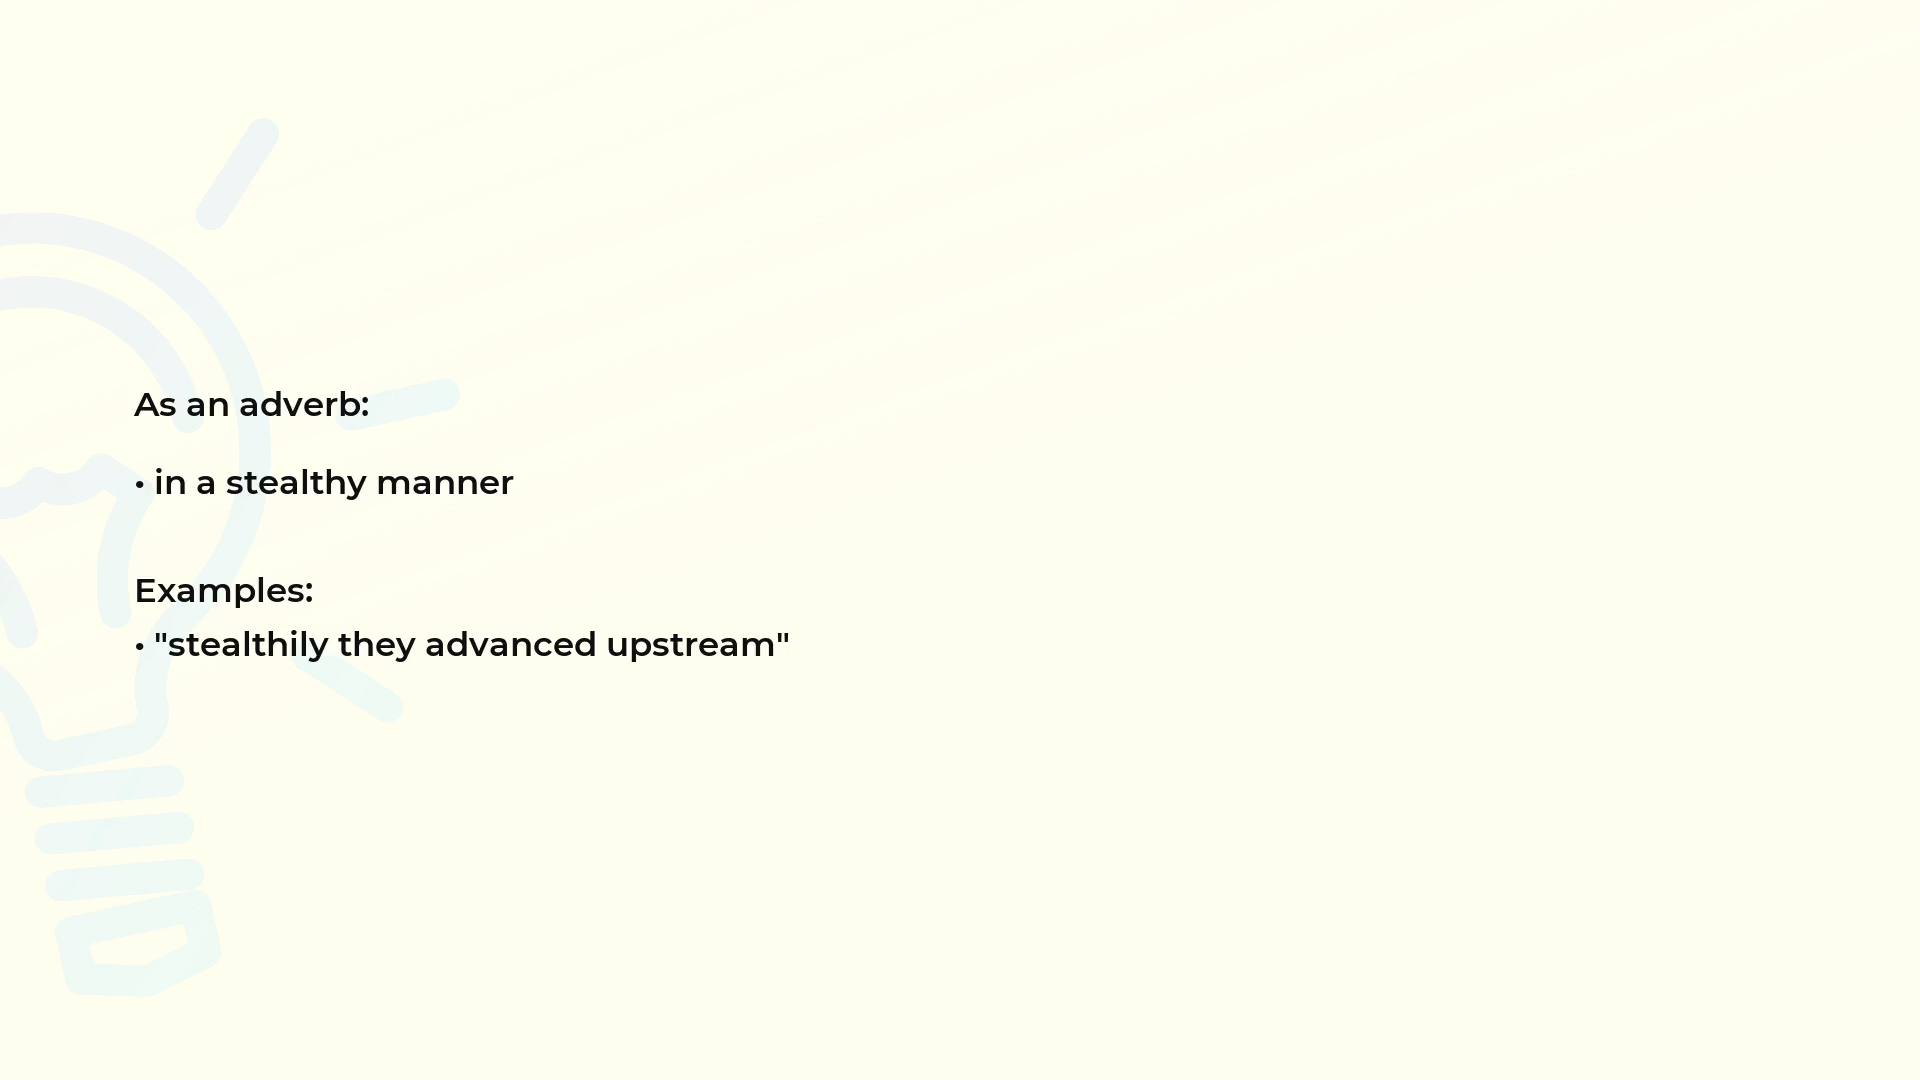 As an adverb:
• in a stealthy manner
Examples:
• "stealthily they advanced upstream"